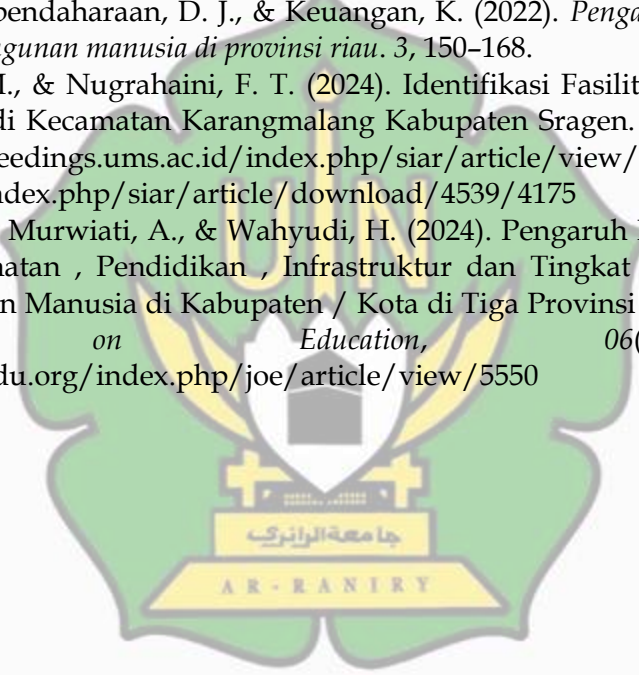 pendaharaan, D. J., & Keuangan, K. (2022). Penga
gunan manusia di provinsi riau. 3, 150–168.
M., & Nugrahaini, F. T. (2024). Identifikasi Fasilit
di Kecamatan Karangmalang Kabupaten Sragen.
eedings.ums.ac.id/index.php/siar/article/view/
ndex.php/siar/article/download/4539/4175
Murwiati, A., & Wahyudi, H. (2024). Pengaruh
natan , Pendidikan , Infrastruktur dan Tingkat
n Manusia di Kabupaten / Kota di Tiga Provinsi
on Education, 06(
du.org/index.php/joe/article/view/5550
UIN
جامعة الرانيري
AR-RANIRY